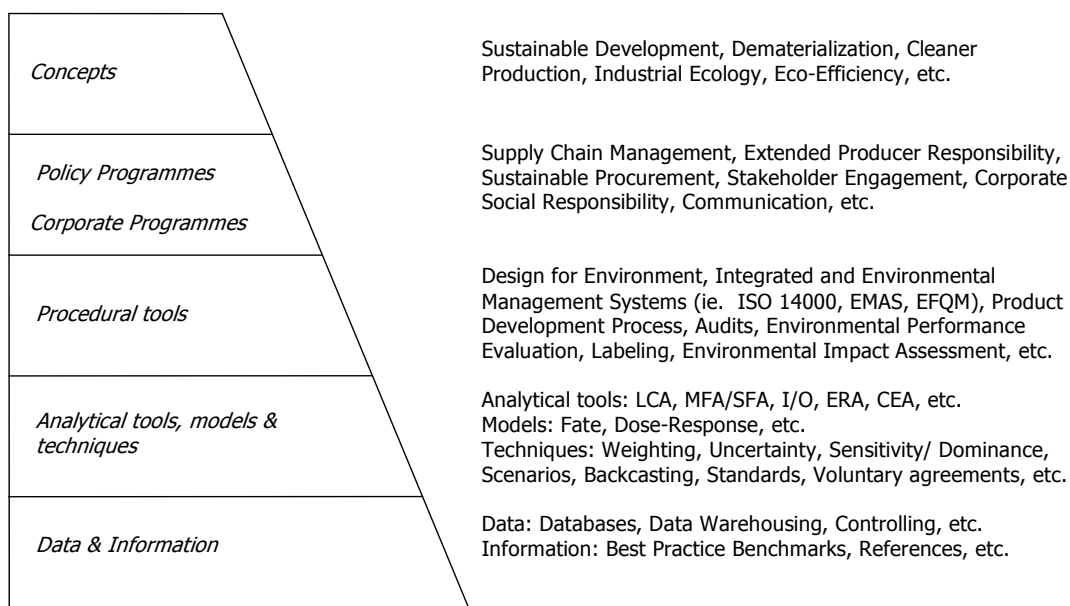 Concepts
Sustainable Development, Dematerialization, Cleaner
Production, Industrial Ecology, Eco-Efficiency, etc.
Policy Programmes
Corporate Programmes
Supply Chain Management, Extended Producer Responsibility,
Sustainable Procurement, Stakeholder Engagement, Corporate
Social Responsibility, Communication, etc.
Procedural tools
Design for Environment, Integrated and Environmental
Management Systems (ie.  ISO 14000, EMAS, EFQM), Product
Development Process, Audits, Environmental Performance
Evaluation, Labeling, Environmental Impact Assessment, etc.
Analytical tools, models &
techniques
Analytical tools: LCA, MFA/SFA, I/O, ERA, CEA, etc.
Models: Fate, Dose-Response, etc.
Techniques: Weighting, Uncertainty, Sensitivity/ Dominance,
Scenarios, Backcasting, Standards, Voluntary agreements, etc.
Data & Information
Data: Databases, Data Warehousing, Controlling, etc.
Information: Best Practice Benchmarks, References, etc.